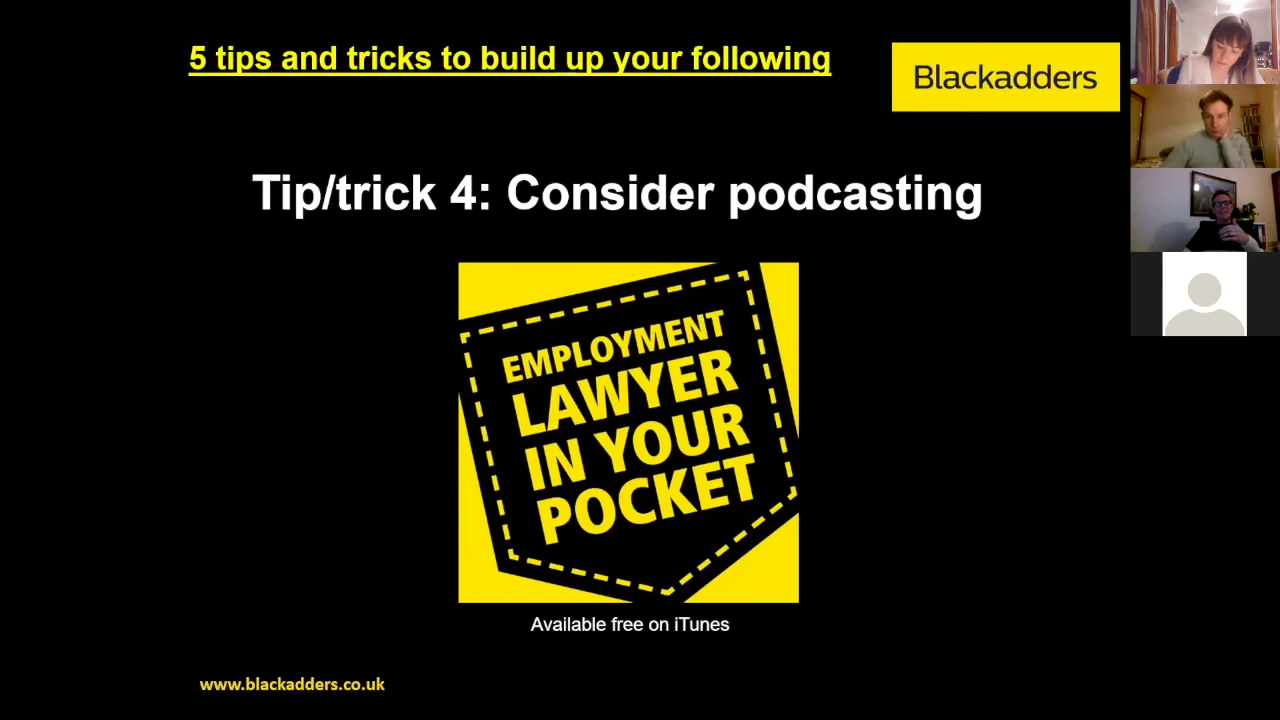 5 tips and tricks to build up your following
Blackadders
Tip/trick 4: Consider podcasting
EMPLOYMENT
LAWYER
IN YOUR
POCKET
Available free on iTunes
www.blackadders.co.uk